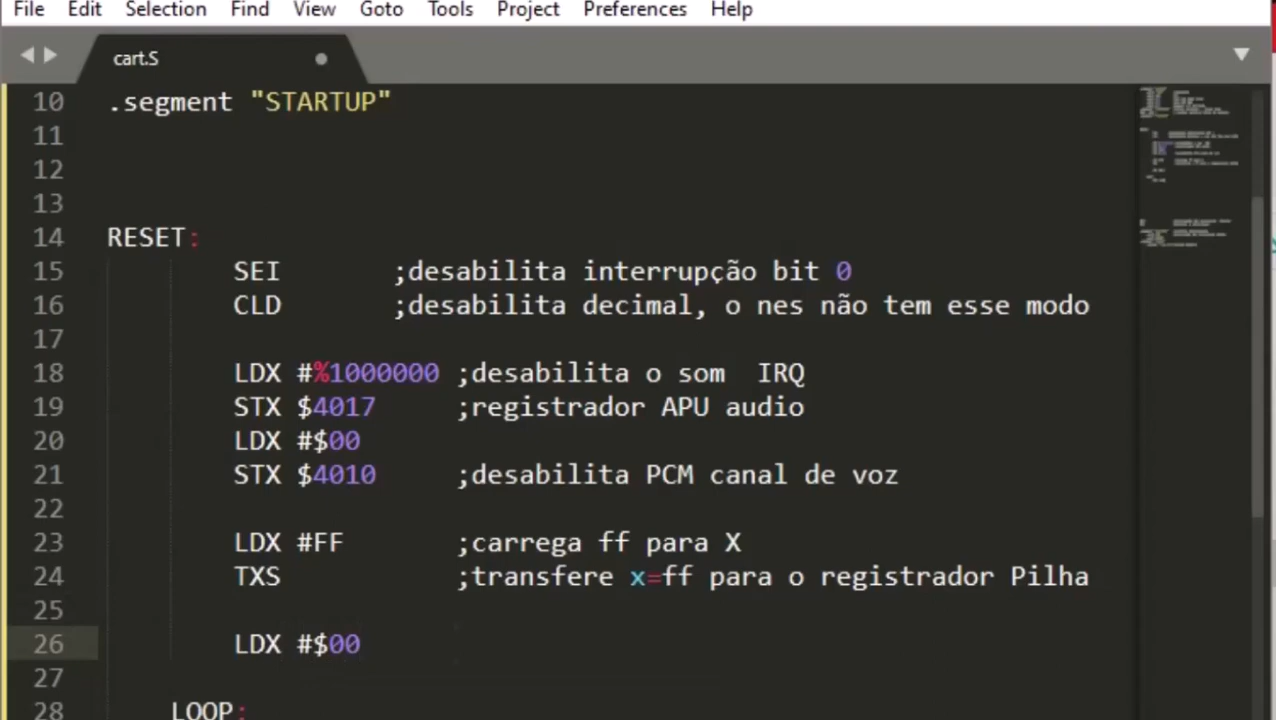 File Edit Selection Find View Goto Tools Project Preferences Help
cart.S
10 .segment "STARTUP"
11
12
13
14 RESET:
15 SEI ;desabilita interrupção bit 0
16 CLD ;desabilita decimal, o nes não tem esse modo
17
18 LDX #%1000000 ;desabilita o som IRQ
19 STX $4017 ;registrador APU audio
20 LDX #$00
21 STX $4010 ;desabilita PCM canal de voz
22
23 LDX #FF ;carrega ff para X
24 TXS ;transfere x=ff para o registrador Pilha
25
26 LDX #$00
27
28 LOOP: